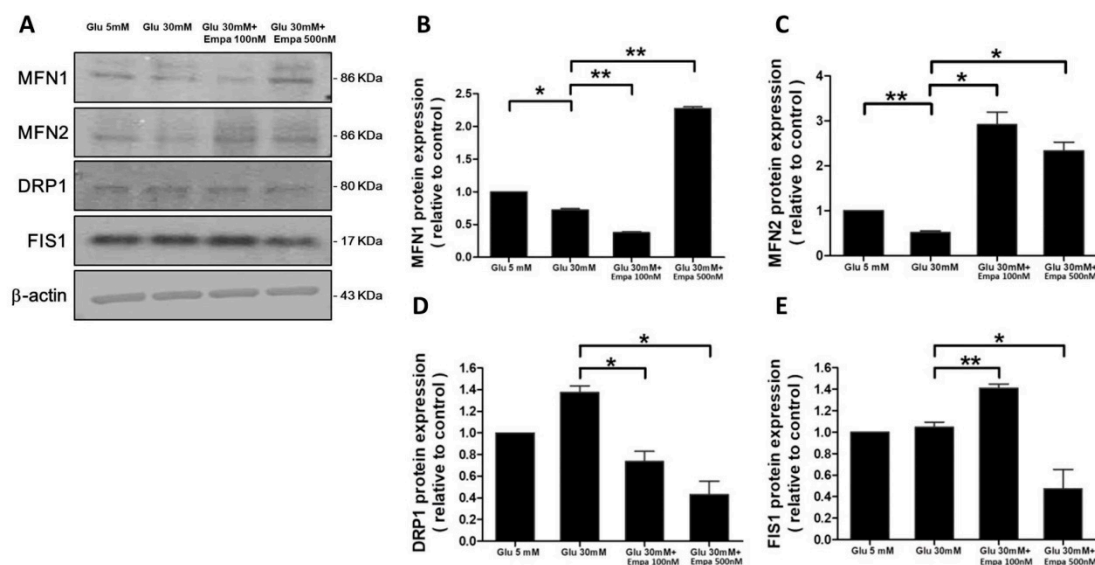 A
Glu 5mM Glu 30mM Glu 30mM+ Glu 30mM+
Empa 100nM Empa 500nM
MFN1 - 86 KDa
MFN2 - 86 KDa
DRP1 - 80 KDa
FIS1 - 17 KDa
β-actin - 43 KDa
B
MFN1 protein expression
( relative to control )
2.5
2.0
1.5
1.0
0.5
0.0
* ** **
Glu 5 mM Glu 30mM Glu 30mM+ Glu 30mM+
Empa 100nM Empa 500nM
C
MFN2 protein expression
( relative to control )
4
3
2
1
0
** * *
Glu 5 mM Glu 30mM Glu 30mM+ Glu 30mM+
Empa 100nM Empa 500nM
D
DRP1 protein expression
( relative to control )
1.6
1.4
1.2
1.0
0.8
0.6
0.4
0.2
0.0
* *
Glu 5 mM Glu 30mM Glu 30mM+ Glu 30mM+
Empa 100nM Empa 500nM
E
FIS1 protein expression
( relative to control )
1.6
1.4
1.2
1.0
0.8
0.6
0.4
0.2
0.0
** *
Glu 5 mM Glu 30mM Glu 30mM+ Glu 30mM+
Empa 100nM Empa 500nM